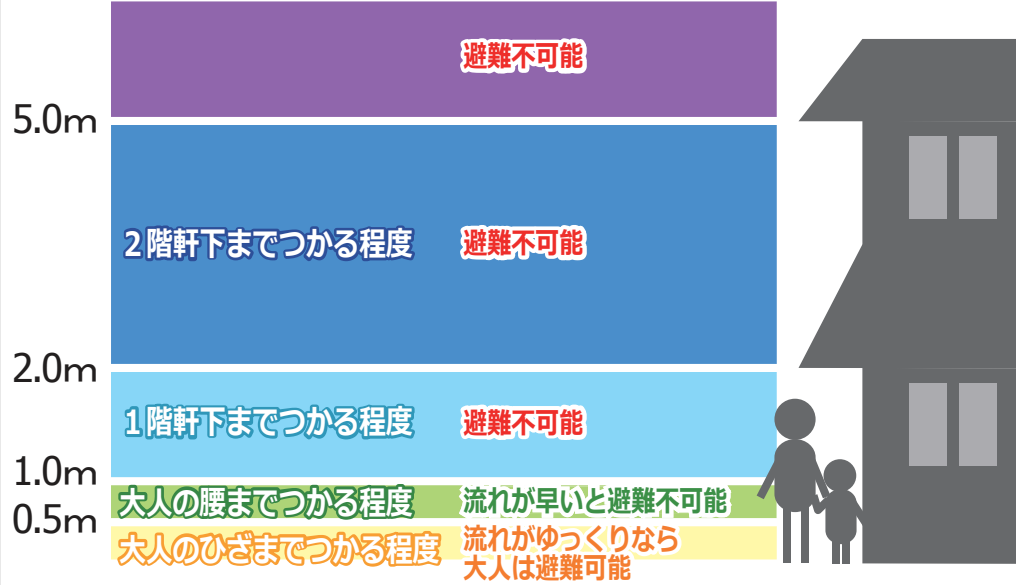 避難不可能
5.0m
2階軒下までつかる程度 避難不可能
2.0m
1階軒下までつかる程度 避難不可能
1.0m
大人の腰までつかる程度 流れが早いと避難不可能
0.5m
大人のひざまでつかる程度 流れがゆっくりなら
大人は避難可能